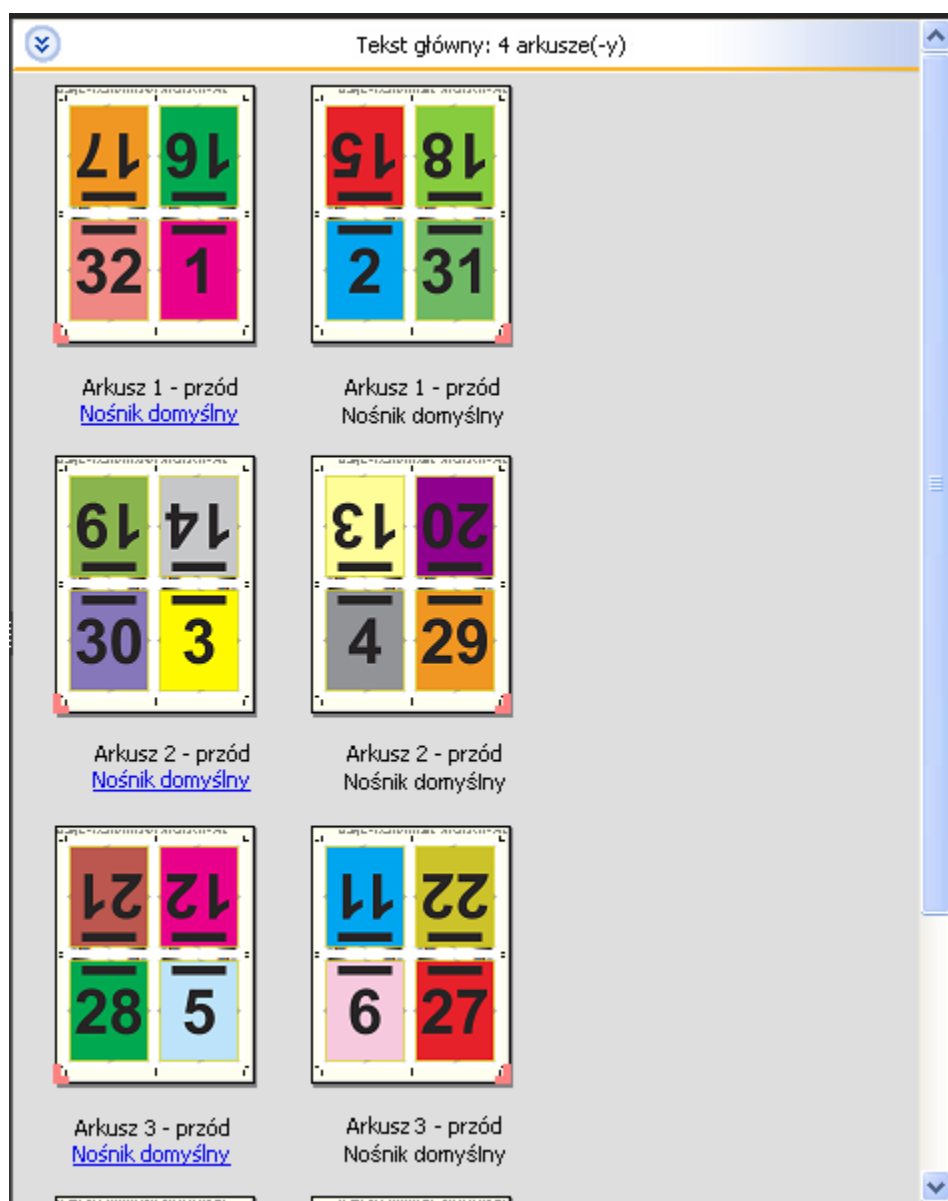 Tekst główny: 4 arkusze(-y)
17 16
32 1
15 18
2 31
Arkusz 1 - przód
Nośnik domyślny
Arkusz 1 - przód
Nośnik domyślny
19 14
30 3
13 20
4 29
Arkusz 2 - przód
Nośnik domyślny
Arkusz 2 - przód
Nośnik domyślny
21 12
28 5
11 22
6 27
Arkusz 3 - przód
Nośnik domyślny
Arkusz 3 - przód
Nośnik domyślny